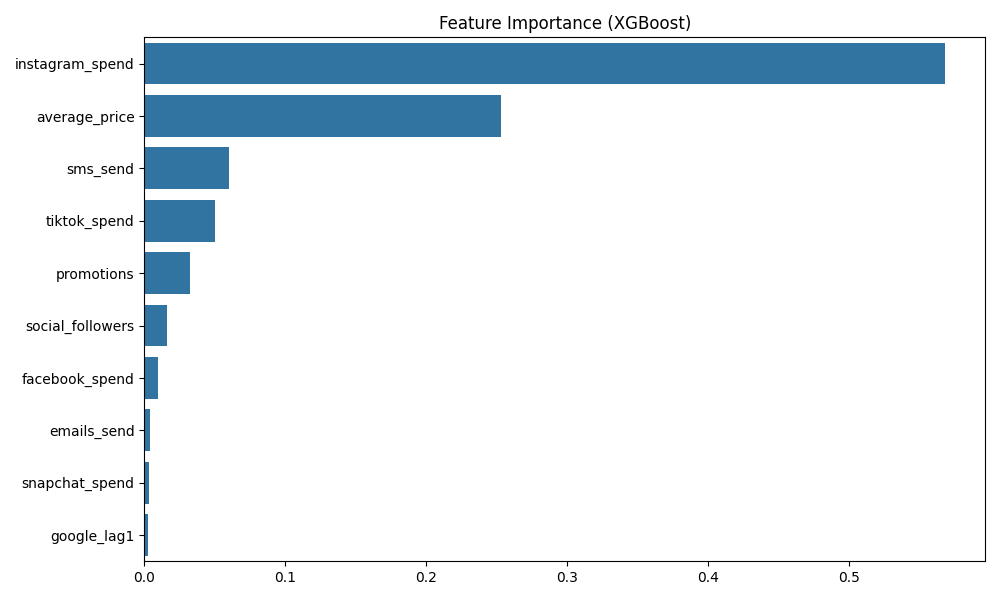 Feature Importance (XGBoost)
instagram_spend
average_price
sms_send
tiktok_spend
promotions
social_followers
facebook_spend
emails_send
snapchat_spend
google_lag1
0.0 0.1 0.2 0.3 0.4 0.5